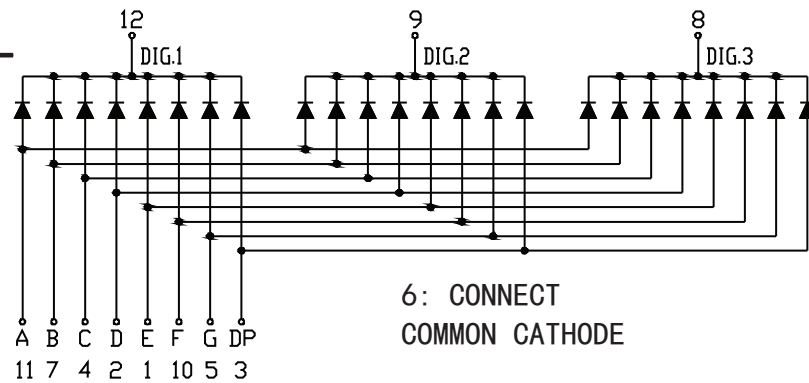 12 9 8
DIG.1 DIG.2 DIG.3
6: CONNECT
COMMON CATHODE
A B C D E F G DP
11 7 4 2 1 10 5 3